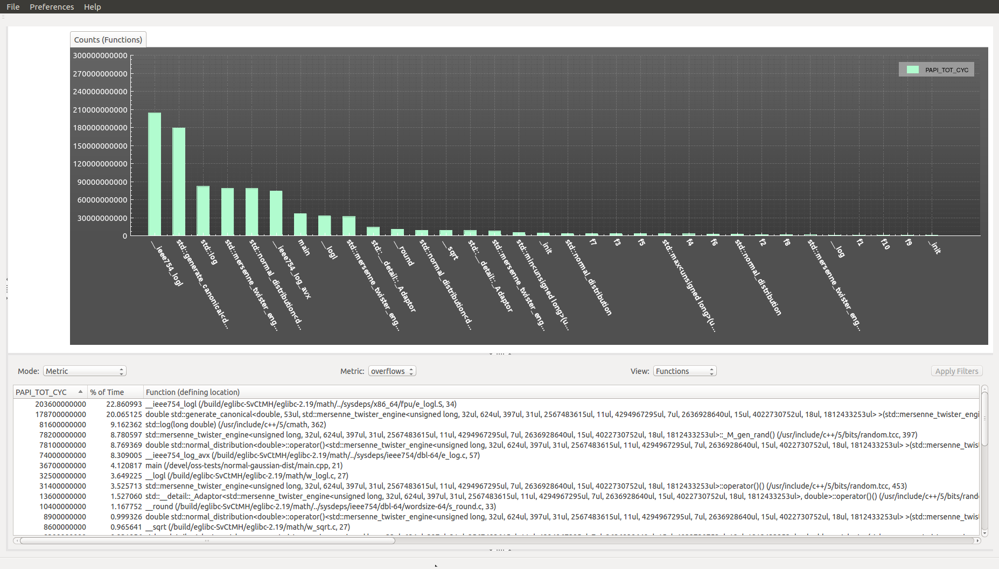 File Preferences Help
Counts (Functions)
300000000000
270000000000
240000000000
210000000000
180000000000
150000000000
120000000000
90000000000
60000000000
30000000000
0
PAPI_TOT_CYC
__ieee754_logl
std::generate_canonical<d...
std::log
std::mersenne_twister_eng...
std::normal_distribution<d...
__ieee754_log_avx
main
__logl
std::mersenne_twister_eng...
std::__detail::_Adaptor
__round
std::normal_distribution<d...
__sqrt
std::__detail::_Adaptor
std::mersenne_twister_eng...
std::min<unsigned long>(u...
_init
std::normal_distribution
f7
f3
f5
std::max<unsigned long>(u...
f4
f6
std::normal_distribution
f2
f8
std::mersenne_twister_eng...
__log
f1
f10
f9
_init
Mode: Metric Metric: overflows View: Functions Apply Filters
PAPI_TOT_CYC % of Time Function (defining location)
203600000000 22.860993 __ieee754_logl (/build/eglibc-SvCtMH/eglibc-2.19/math/../sysdeps/x86_64/fpu/e_logl.S, 34)
178700000000 20.065125 double std::generate_canonical<double, 53ul, std::mersenne_twister_engine<unsigned long, 32ul, 624ul, 397ul, 31ul, 2567483615ul, 11ul, 4294967295ul, 7ul, 2636928640ul, 15ul, 4022730752ul, 18ul, 1812433253ul> >(std::mersenne_twister_engi
81600000000 9.162362 std::log(long double) (/usr/include/c++/5/cmath, 362)
78200000000 8.780597 std::mersenne_twister_engine<unsigned long, 32ul, 624ul, 397ul, 31ul, 2567483615ul, 11ul, 4294967295ul, 7ul, 2636928640ul, 15ul, 4022730752ul, 18ul, 1812433253ul>::_M_gen_rand() (/usr/include/c++/5/bits/random.tcc, 397)
78100000000 8.769369 double std::normal_distribution<double>::operator()<std::mersenne_twister_engine<unsigned long, 32ul, 624ul, 397ul, 31ul, 2567483615ul, 11ul, 4294967295ul, 7ul, 2636928640ul, 15ul, 4022730752ul, 18ul, 1812433253ul> >(std::mersenne_twist
74000000000 8.309005 __ieee754_log_avx (/build/eglibc-SvCtMH/eglibc-2.19/math/../sysdeps/ieee754/dbl-64/e_log.c, 57)
36700000000 4.120817 main (/devel/oss-tests/normal-gaussian-dist/main.cpp, 21)
32500000000 3.649225 __logl (/build/eglibc-SvCtMH/eglibc-2.19/math/w_logl.c, 27)
31400000000 3.525713 std::mersenne_twister_engine<unsigned long, 32ul, 624ul, 397ul, 31ul, 2567483615ul, 11ul, 4294967295ul, 7ul, 2636928640ul, 15ul, 4022730752ul, 18ul, 1812433253ul>::operator()() (/usr/include/c++/5/bits/random.tcc, 453)
13600000000 1.527060 std::__detail::_Adaptor<std::mersenne_twister_engine<unsigned long, 32ul, 624ul, 397ul, 31ul, 2567483615ul, 11ul, 4294967295ul, 7ul, 2636928640ul, 15ul, 4022730752ul, 18ul, 1812433253ul>, double>::operator()() (/usr/include/c++/5/bits/rand
10400000000 1.167752 __round (/build/eglibc-SvCtMH/eglibc-2.19/math/../sysdeps/ieee754/dbl-64/wordsize-64/s_round.c, 33)
8900000000 0.999326 double std::normal_distribution<double>::operator()<std::mersenne_twister_engine<unsigned long, 32ul, 624ul, 397ul, 31ul, 2567483615ul, 11ul, 4294967295ul, 7ul, 2636928640ul, 15ul, 4022730752ul, 18ul, 1812433253ul> >(std::mersenne_twist
8600000000 0.965641 __sqrt (/build/eglibc-SvCtMH/eglibc-2.19/math/w_sqrt.c, 27)